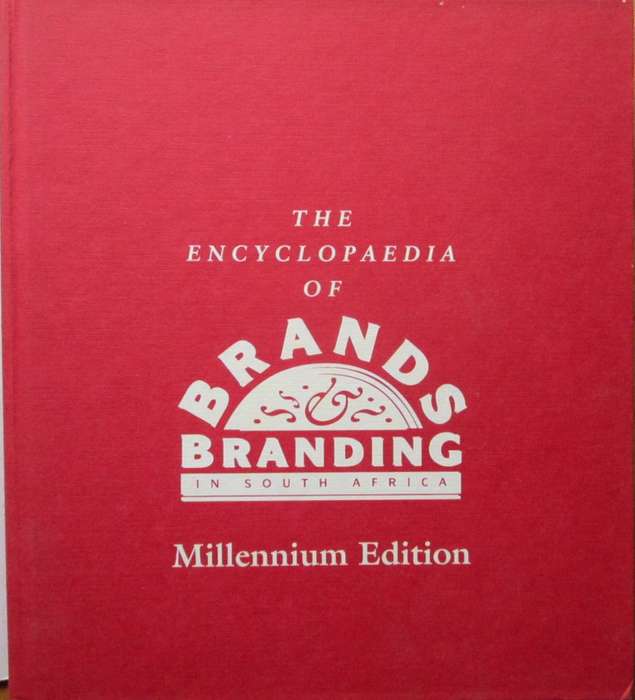 THE
ENCYCLOPAEDIA
OF
BRANDS
&
BRANDING
IN SOUTH AFRICA
Millennium Edition